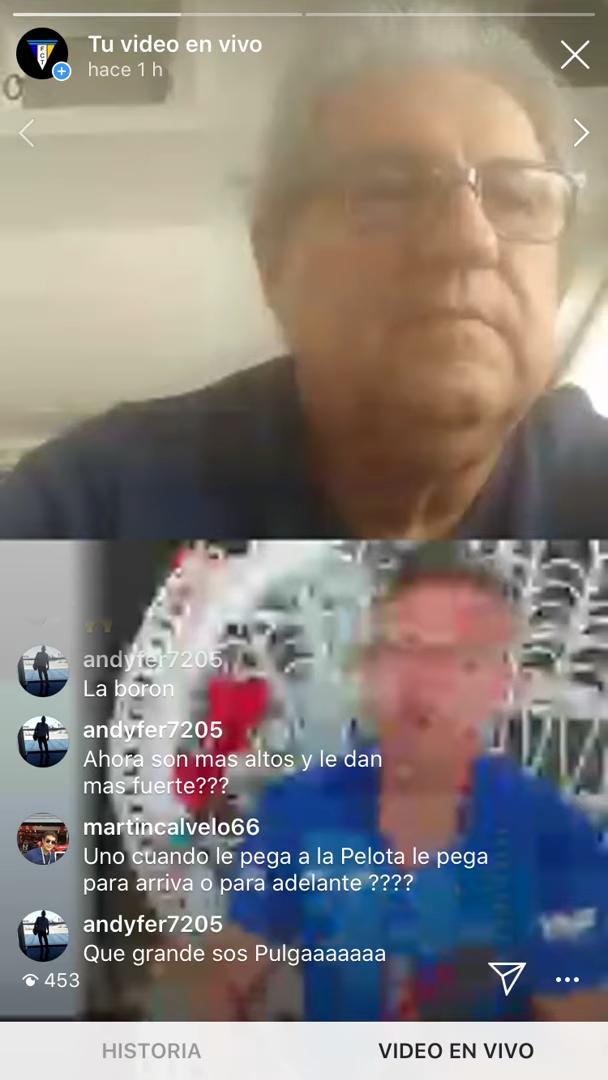 Tu video en vivo
hace 1 h
F
C
T
andyfer7205
La boron
andyfer7205
Ahora son mas altos y le dan
mas fuerte???
martincalvelo66
Uno cuando le pega a la Pelota le pega
para arriva o para adelante ????
andyfer7205
Que grande sos Pulgaaaaaaa
453
HISTORIA
VIDEO EN VIVO